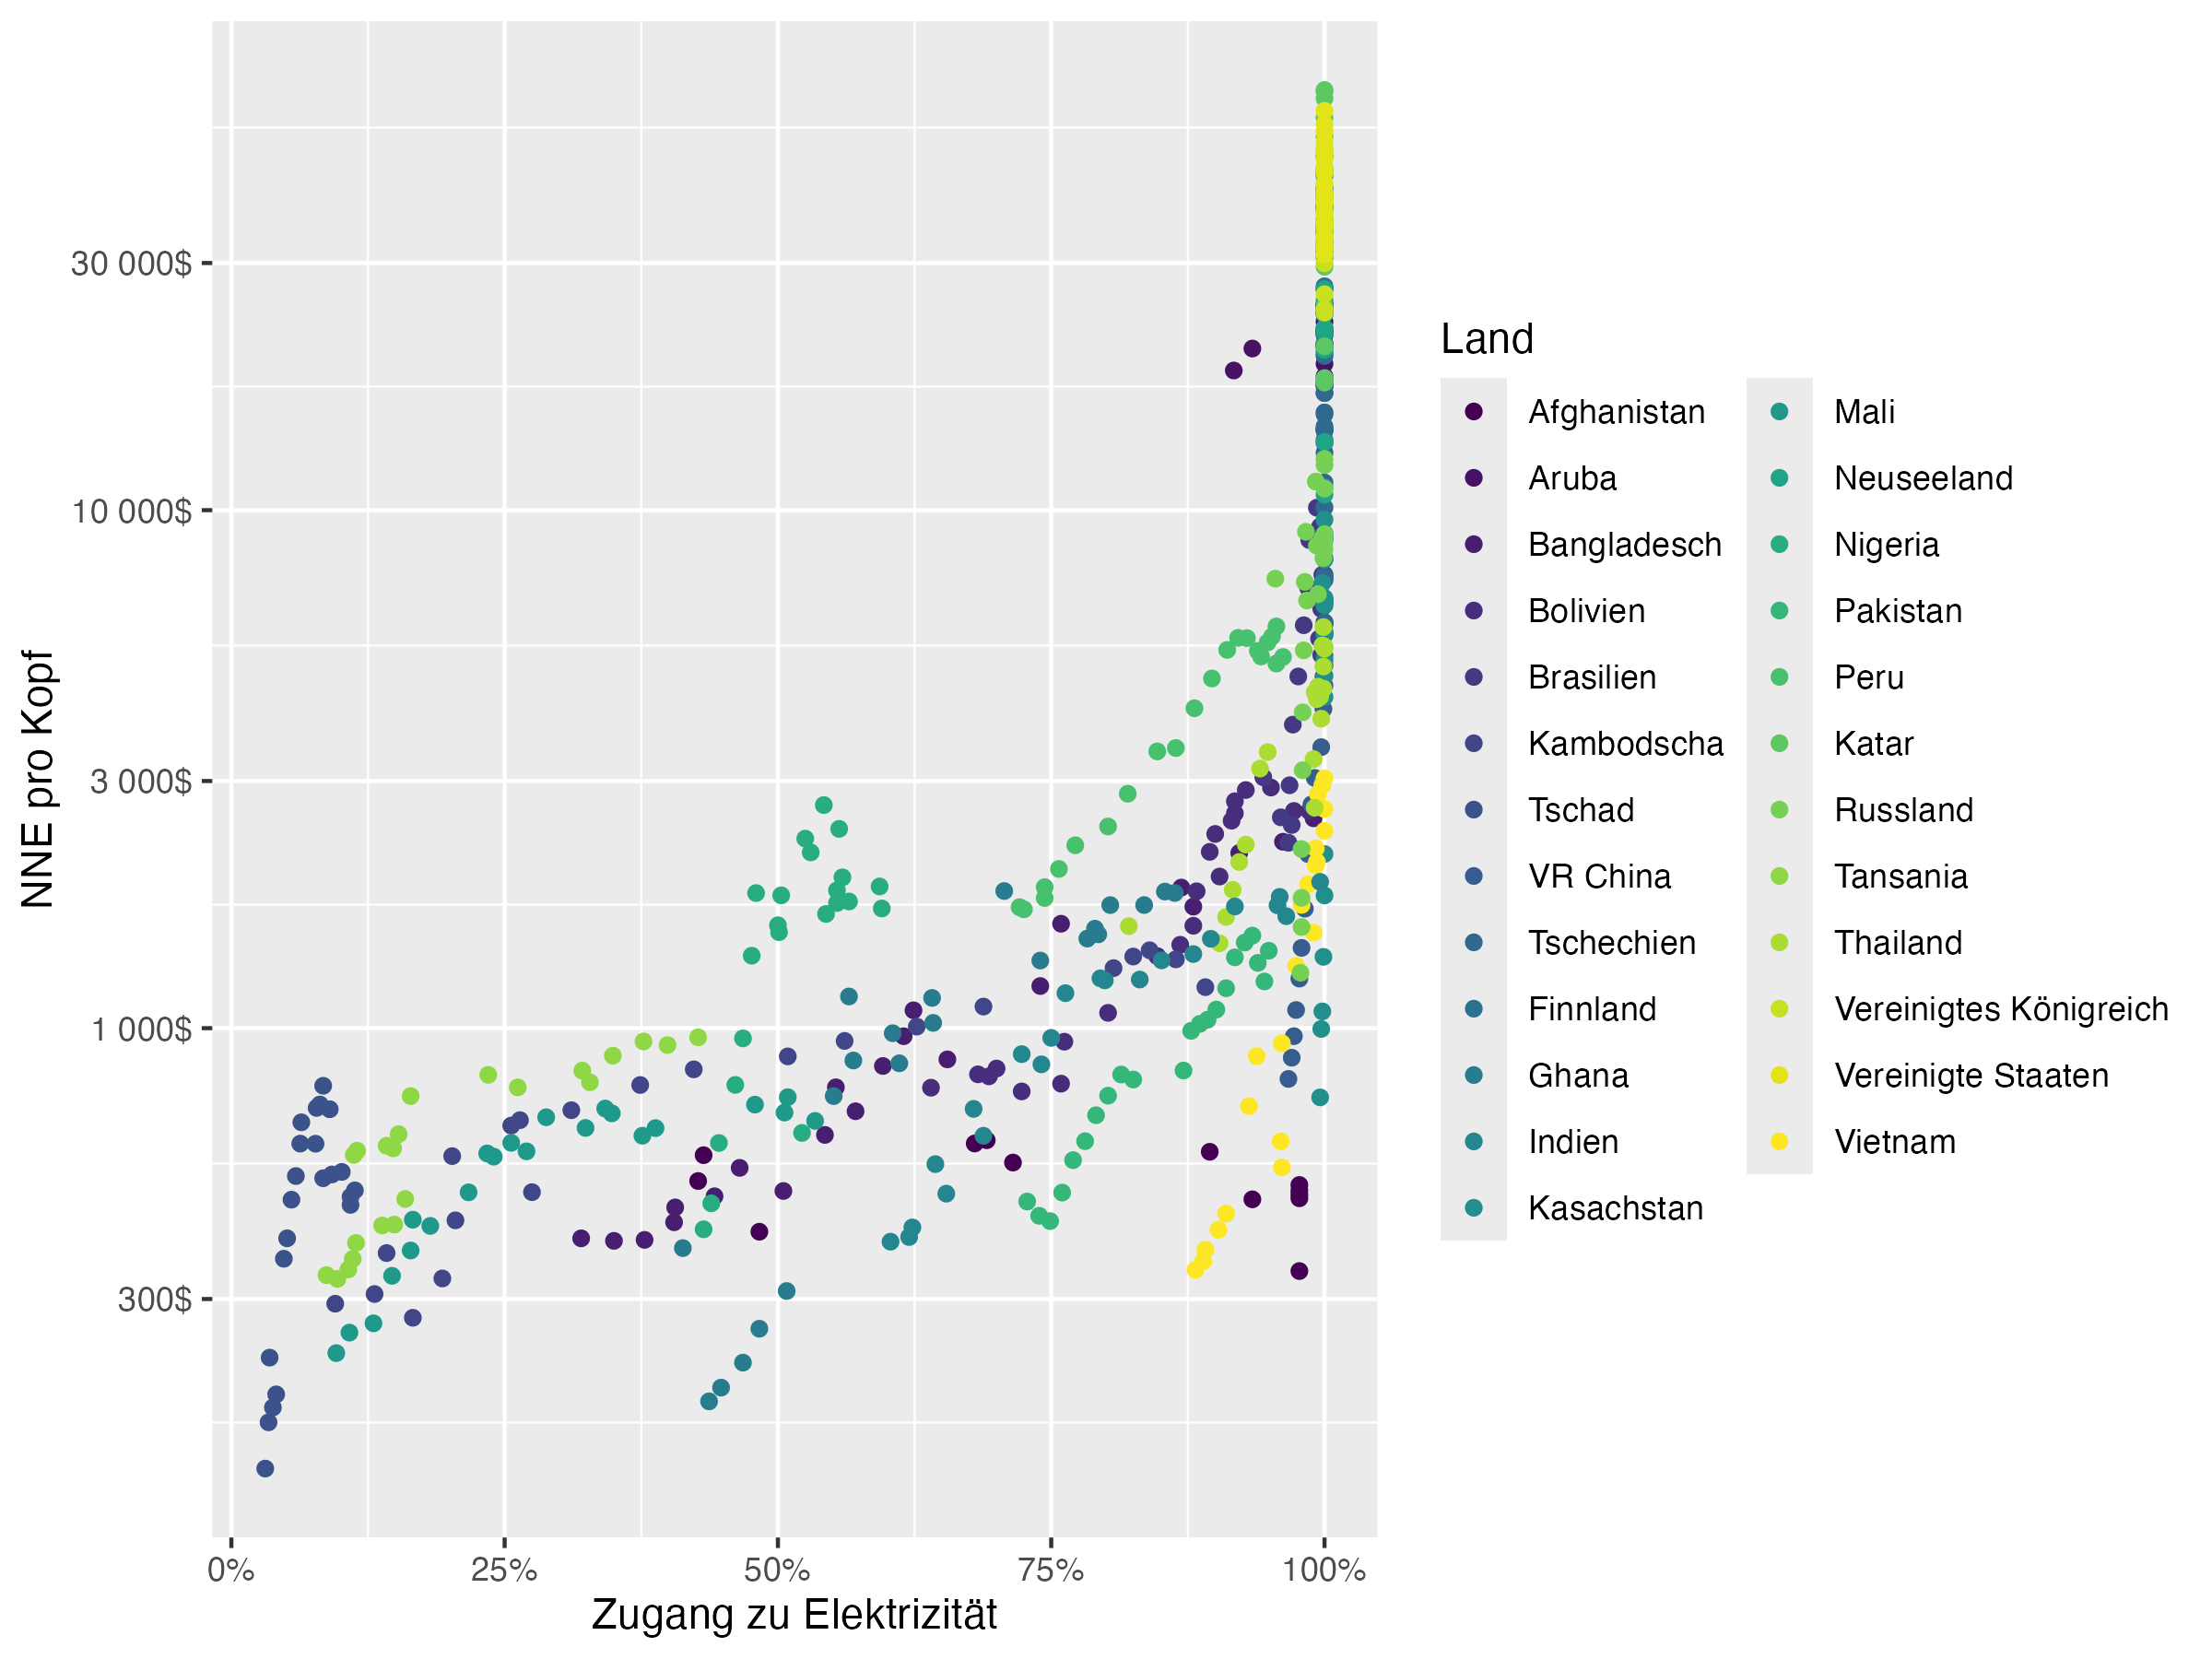 30 000$
10 000$
3 000$
1 000$
300$
NNE pro Kopf
0%
25%
50%
75%
100%
Zugang zu Elektrizität
Land
Afghanistan
Aruba
Bangladesch
Bolivien
Brasilien
Kambodscha
Tschad
VR China
Tschechien
Finnland
Ghana
Indien
Kasachstan
Mali
Neuseeland
Nigeria
Pakistan
Peru
Katar
Russland
Tansania
Thailand
Vereinigtes Königreich
Vereinigte Staaten
Vietnam